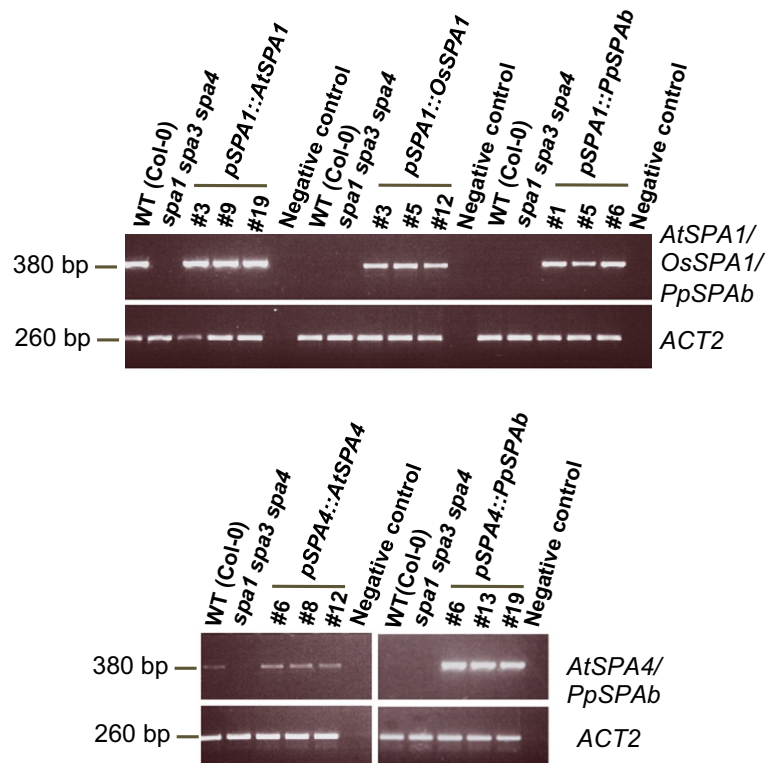 WT (Col-0)
spa1 spa3 spa4
pSPA1::AtSPA1
#3
#9
#19
Negative control
WT (Col-0)
spa1 spa3 spa4
pSPA1::OsSPA1
#3
#5
#12
Negative control
WT (Col-0)
spa1 spa3 spa4
pSPA1::PpSPAb
#1
#5
#6
Negative control
380 bp
AtSPA1/
OsSPA1/
PpSPAb
260 bp
ACT2
WT (Col-0)
spa1 spa3 spa4
pSPA4::AtSPA4
#6
#8
#12
Negative control
WT(Col-0)
spa1 spa3 spa4
pSPA4::PpSPAb
#6
#13
#19
Negative control
380 bp
AtSPA4/
PpSPAb
260 bp
ACT2